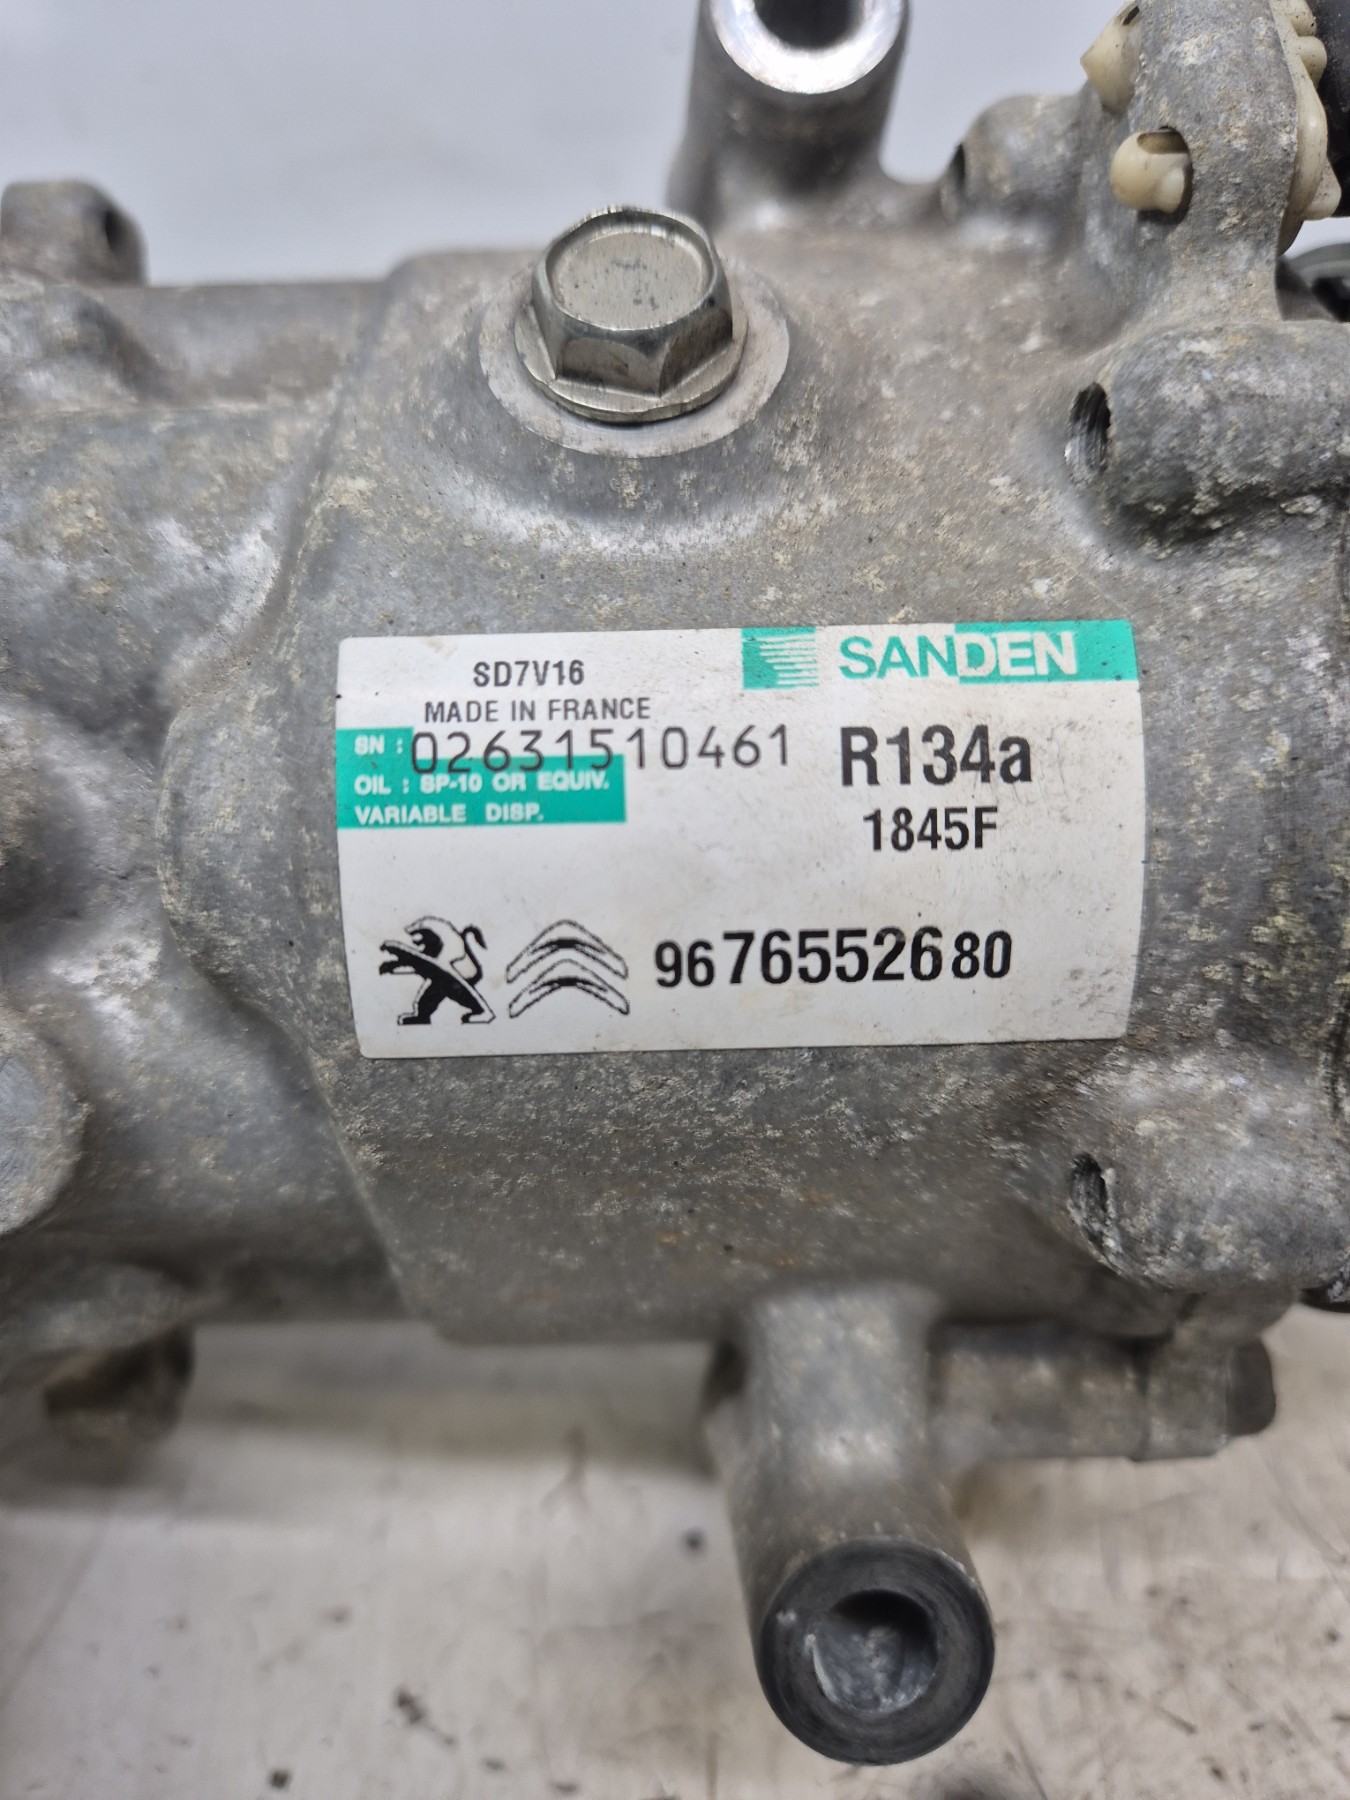 SANDEN
SD7V16
MADE IN FRANCE
SN : 02631510461
R134a
OIL : SP-10 OR EQUIV.
VARIABLE DISP.
1845F
9676552680